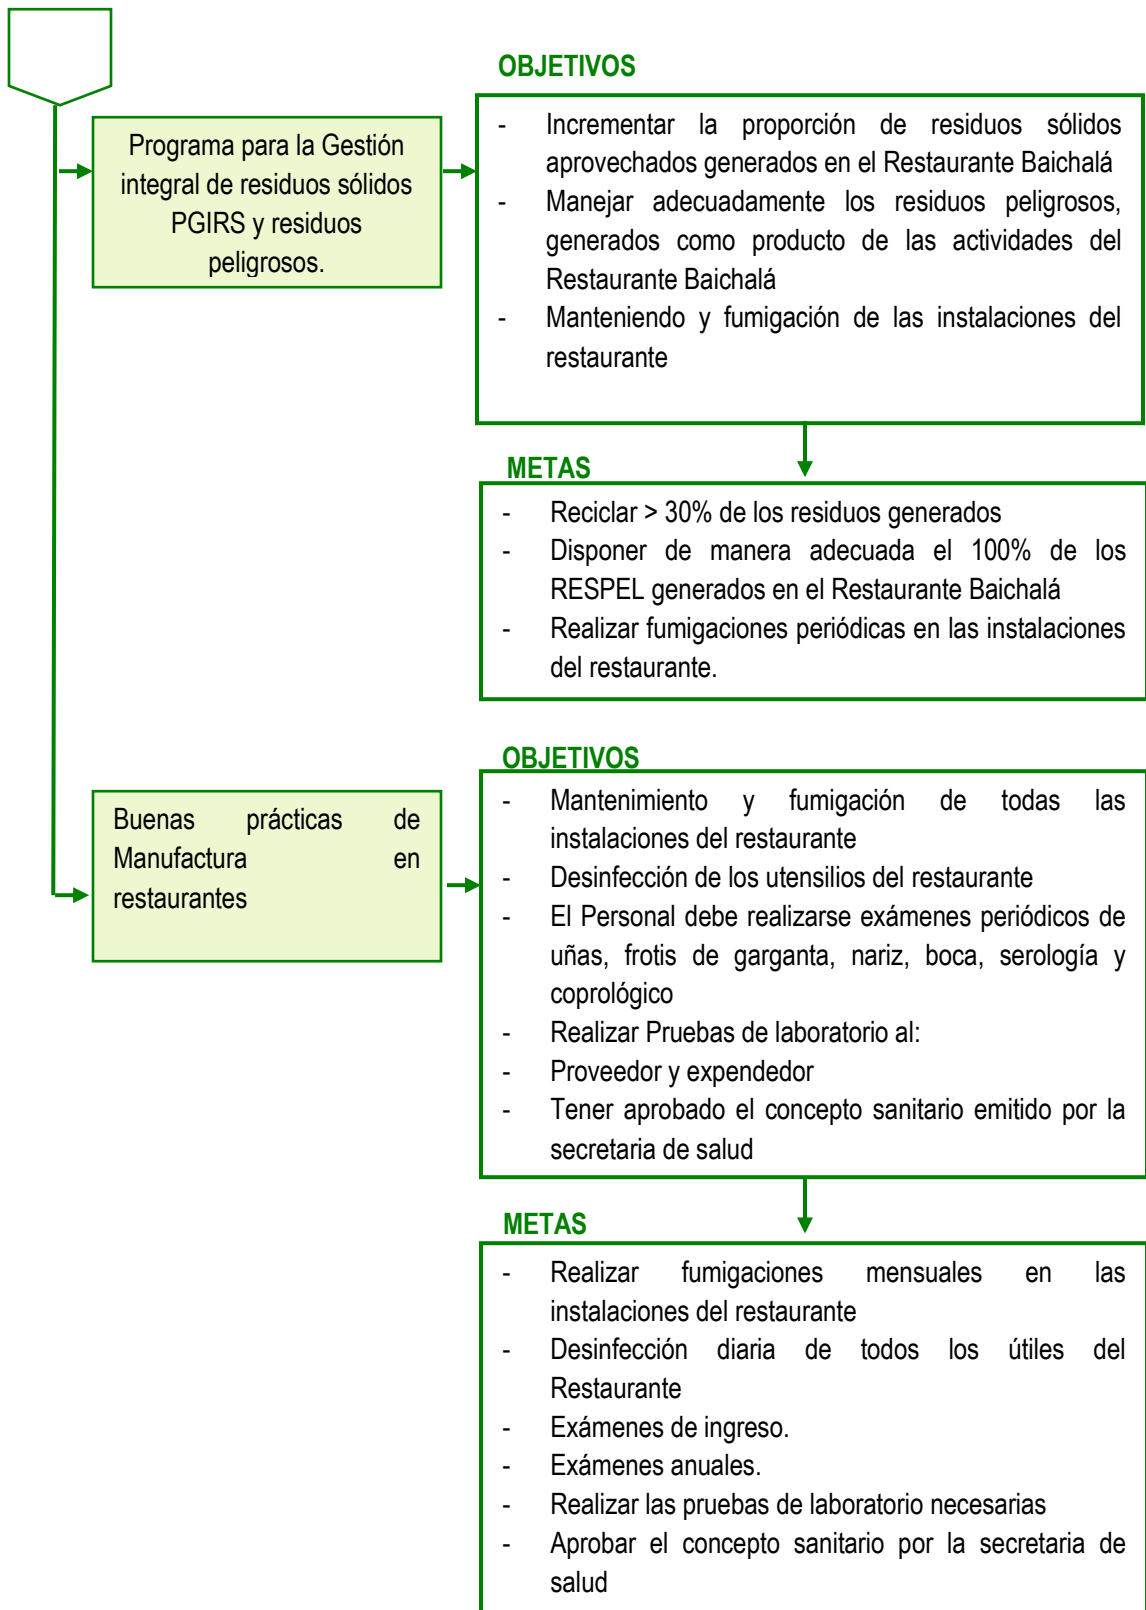 OBJETIVOS
Programa para la Gestión
integral de residuos sólidos
PGIRS y residuos
peligrosos.
- Incrementar la proporción de residuos sólidos
aprovechados generados en el Restaurante Baichalá
- Manejar adecuadamente los residuos peligrosos,
generados como producto de las actividades del
Restaurante Baichalá
- Manteniendo y fumigación de las instalaciones del
restaurante
METAS
- Reciclar > 30% de los residuos generados
- Disponer de manera adecuada el 100% de los
RESPEL generados en el Restaurante Baichalá
- Realizar fumigaciones periódicas en las instalaciones
del restaurante.
OBJETIVOS
Buenas prácticas de
Manufactura en
restaurantes
- Mantenimiento y fumigación de todas las
instalaciones del restaurante
- Desinfección de los utensilios del restaurante
- El Personal debe realizarse exámenes periódicos de
uñas, frotis de garganta, nariz, boca, serología y
coprológico
- Realizar Pruebas de laboratorio al:
- Proveedor y expendedor
- Tener aprobado el concepto sanitario emitido por la
secretaria de salud
METAS
- Realizar fumigaciones mensuales en las
instalaciones del restaurante
- Desinfección diaria de todos los útiles del
Restaurante
- Exámenes de ingreso.
- Exámenes anuales.
- Realizar las pruebas de laboratorio necesarias
- Aprobar el concepto sanitario por la secretaria de
salud